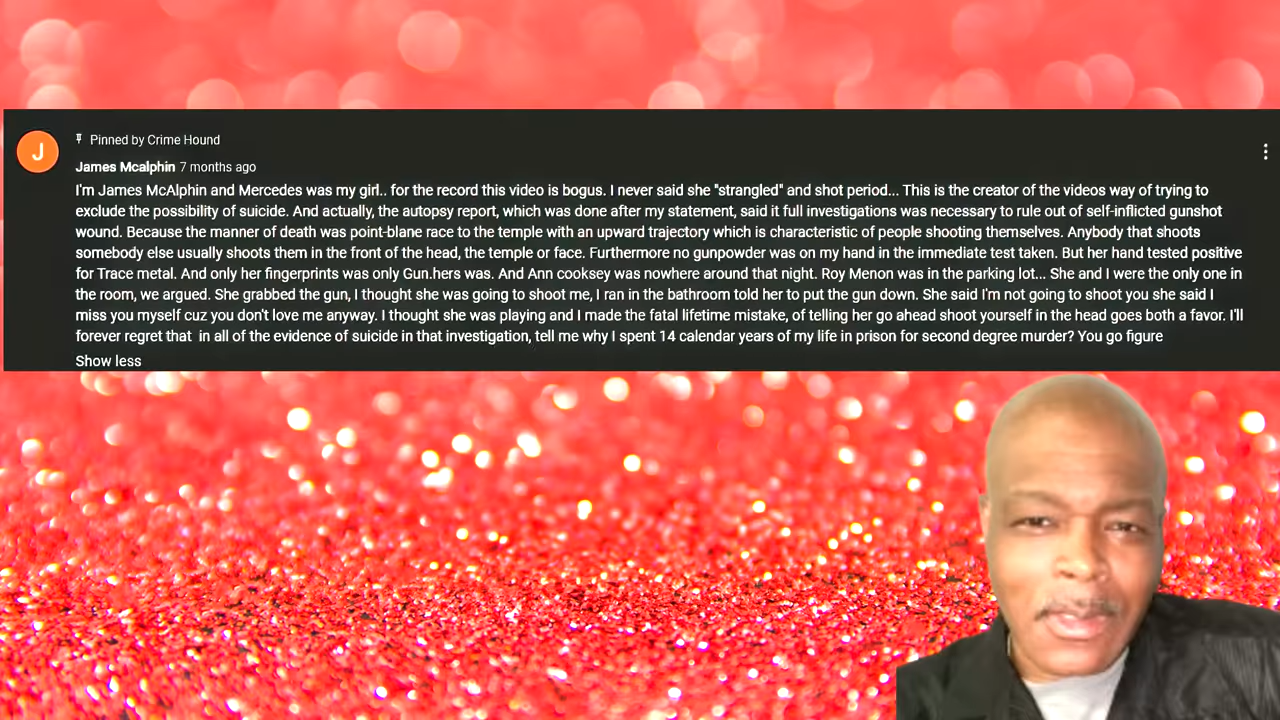 J
Pinned by Crime Hound
James Mcalphin 7 months ago
I'm James McAlphin and Mercedes was my girl.. for the record this video is bogus. I never said she "strangled" and shot period... This is the creator of the videos way of trying to
exclude the possibility of suicide. And actually, the autopsy report, which was done after my statement, said it full investigations was necessary to rule out of self-inflicted gunshot
wound. Because the manner of death was point-blane race to the temple with an upward trajectory which is characteristic of people shooting themselves. Anybody that shoots
somebody else usually shoots them in the front of the head, the temple or face. Furthermore no gunpowder was on my hand in the immediate test taken. But her hand tested positive
for Trace metal. And only her fingerprints was only Gun.hers was. And Ann cooksey was nowhere around that night. Roy Menon was in the parking lot... She and I were the only one in
the room, we argued. She grabbed the gun, I thought she was going to shoot me, I ran in the bathroom told her to put the gun down. She said I'm not going to shoot you she said I
miss you myself cuz you don't love me anyway. I thought she was playing and I made the fatal lifetime mistake, of telling her go ahead shoot yourself in the head goes both a favor. I'll
forever regret that in all of the evidence of suicide in that investigation, tell me why I spent 14 calendar years of my life in prison for second degree murder? You go figure
Show less